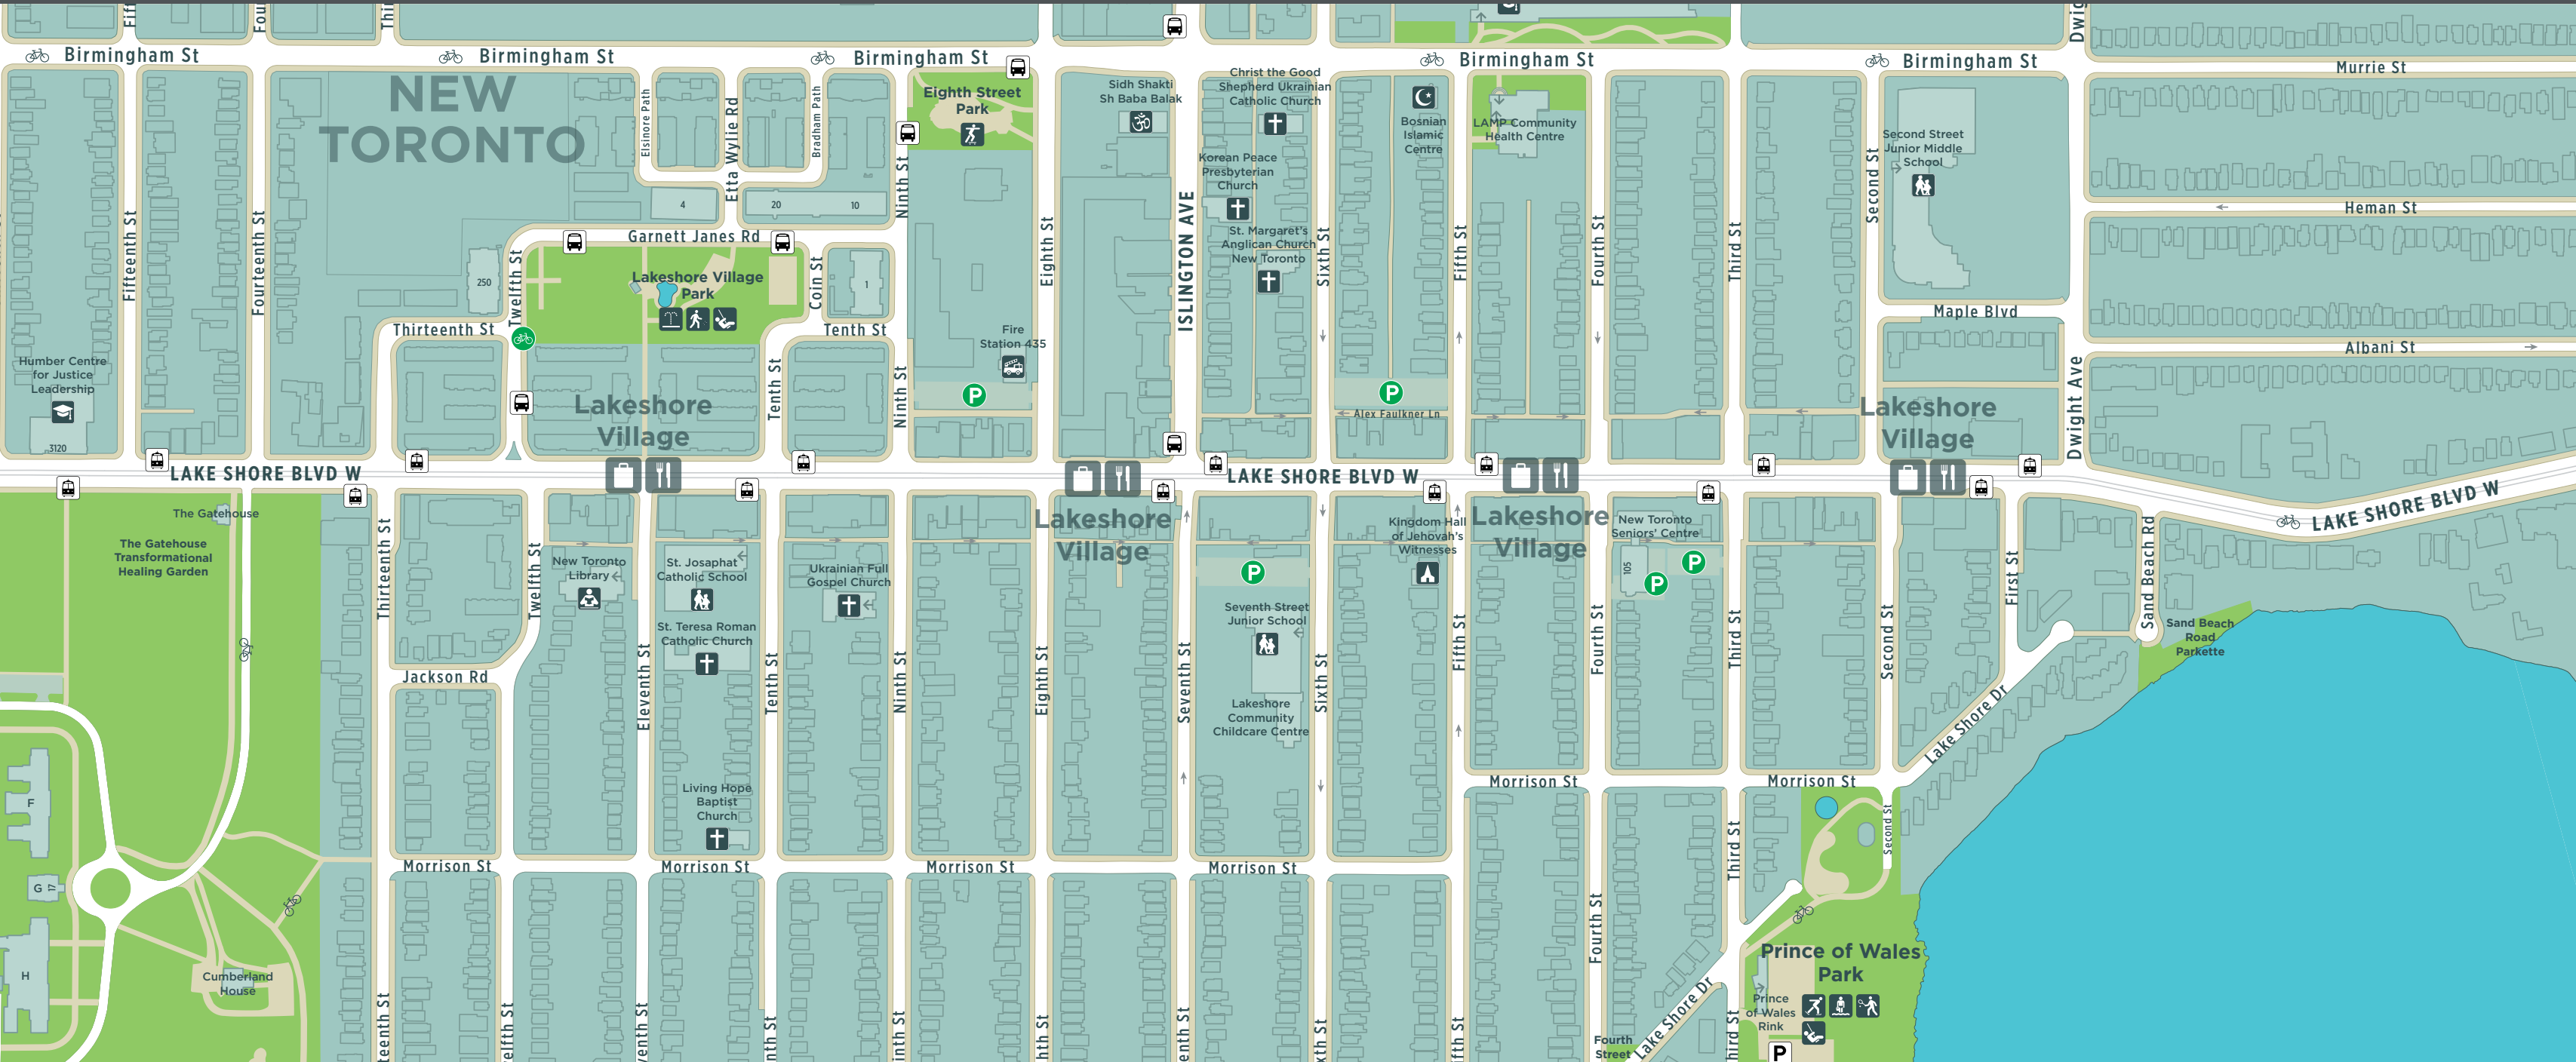 Birmingham St
Birmingham St
Birmingham St
Birmingham St
Birmingham St
Murrie St
NEW
TORONTO
Elsinore Path
Etta Wylie Rd
Bradham Path
Eighth Street
Park
Sidh Shakti
Sh Baba Balak
Christ the Good
Shepherd Ukrainian
Catholic Church
Bosnian
Islamic
Centre
LAMP Community
Health Centre
Second Street
Junior Middle
School
Korean Peace
Presbyterian
Church
St. Margaret's
Anglican Church
New Toronto
4
20
10
Garnett Janes Rd
Heman St
Fifteenth St
Fourteenth St
Twelfth St
Coin St
Ninth St
Eighth St
ISLINGTON AVE
Sixth St
Fifth St
Fourth St
Third St
Second St
250
Lakeshore Village
Park
1
Maple Blvd
Thirteenth St
Tenth St
Fire
Station 435
Albani St
Humber Centre
for Justice
Leadership
3120
Tenth St
Ninth St
P
P
Alex Faulkner Ln
Dwight Ave
Lakeshore
Village
Lakeshore
Village
LAKE SHORE BLVD W
LAKE SHORE BLVD W
LAKE SHORE BLVD W
The Gatehouse
The Gatehouse
Transformational
Healing Garden
Lakeshore
Village
Lakeshore
Village
Kingdom Hall
of Jehovah's
Witnesses
New Toronto
Seniors' Centre
105
P
P
P
New Toronto
Library
St. Josaphat
Catholic School
Ukrainian Full
Gospel Church
St. Teresa Roman
Catholic Church
Seventh Street
Junior School
Lakeshore
Community
Childcare Centre
Thirteenth St
Twelfth St
Eleventh St
Tenth St
Ninth St
Eighth St
Seventh St
Sixth St
Fifth St
Fourth St
Third St
Second St
First St
Sand Beach Rd
Sand Beach
Road
Parkette
Jackson Rd
Lake Shore Dr
Living Hope
Baptist
Church
Morrison St
Morrison St
Morrison St
Morrison St
Morrison St
Morrison St
F
G 17
H
Second St
Third St
Fourth St
Cumberland
House
Prince of Wales
Park
Prince
of Wales
Rink
Lake Shore Dr
Fourth
Street
P